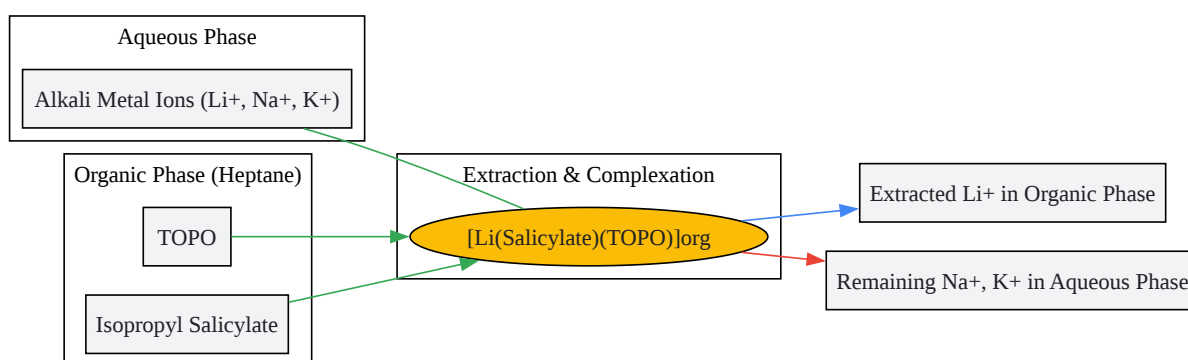 Aqueous Phase
Alkali Metal Ions (Li+, Na+, K+)
Organic Phase (Heptane)
TOPO
Isopropyl Salicylate
Extraction & Complexation
[Li(Salicylate)(TOPO)]org
Extracted Li+ in Organic Phase
Remaining Na+, K+ in Aqueous Phase